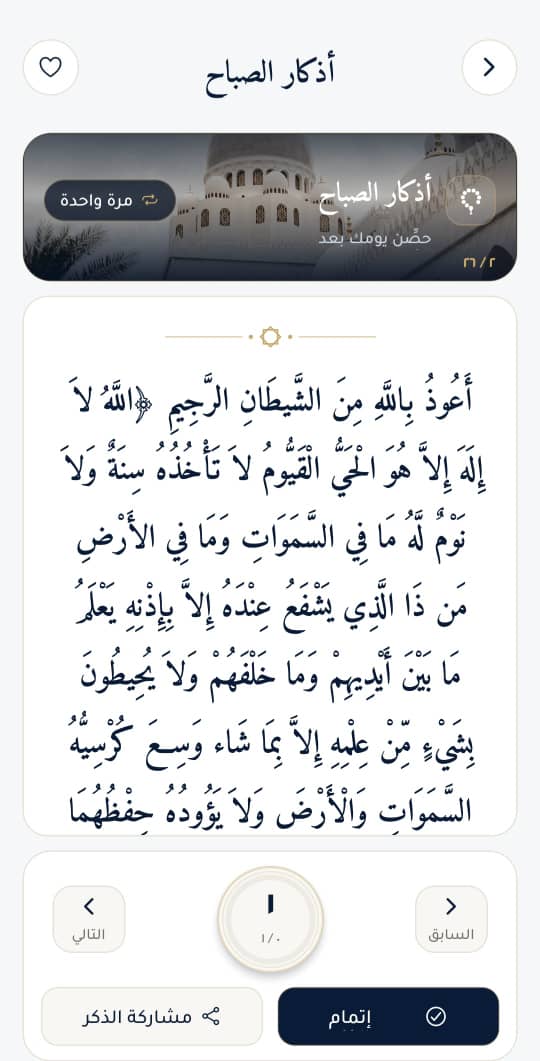 أذكار الصباح
أذكار الصباح
مرة واحدة
حصِّن يومك بعد
٢ / ٢٦
أَعُوذُ بِاللَّهِ مِنَ الشَّيطَانِ الرَّجِيمِ ﴿اللَّهُ لاَ
إِلَهَ إِلاَّ هُوَ الْحَيُّ الْقَيُّومُ لاَ تَأْخُذُهُ سِنَةٌ وَلاَ
نَوْمٌ لَّهُ مَا فِي السَّمَوَاتِ وَمَا فِي الأَرْضِ
مَن ذَا الَّذِي يَشْفَعُ عِنْدَهُ إِلاَّ بِإِذْنِهِ يَعْلَمُ
مَا بَيْنَ أَيْدِيهِمْ وَمَا خَلْفَهُمْ وَلاَ يُحِيطُونَ
بِشَيْءٍ مِّنْ عِلْمِهِ إِلاَّ بِمَا شَاء وَسِعَ كُرْسِيُّهُ
السَّمَوَاتِ وَالْأَرْضَ وَلاَ يَؤُودُهُ حِفْظُهُمَا
السابق
١
٠ / ١
التالي
إتمام
مشاركة الذكر